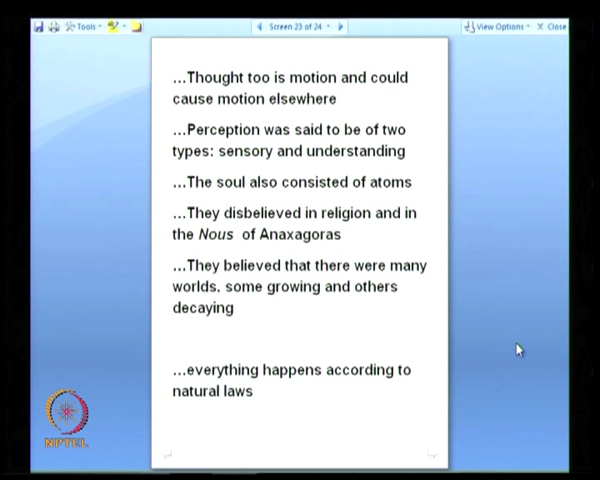 Tools
Screen 23 of 24
View Options
Close
...Thought too is motion and could
cause motion elsewhere
...Perception was said to be of two
types: sensory and understanding
...The soul also consisted of atoms
...They disbelieved in religion and in
the Nous of Anaxagoras
...They believed that there were many
worlds, some growing and others
decaying
...everything happens according to
natural laws
NPTEL